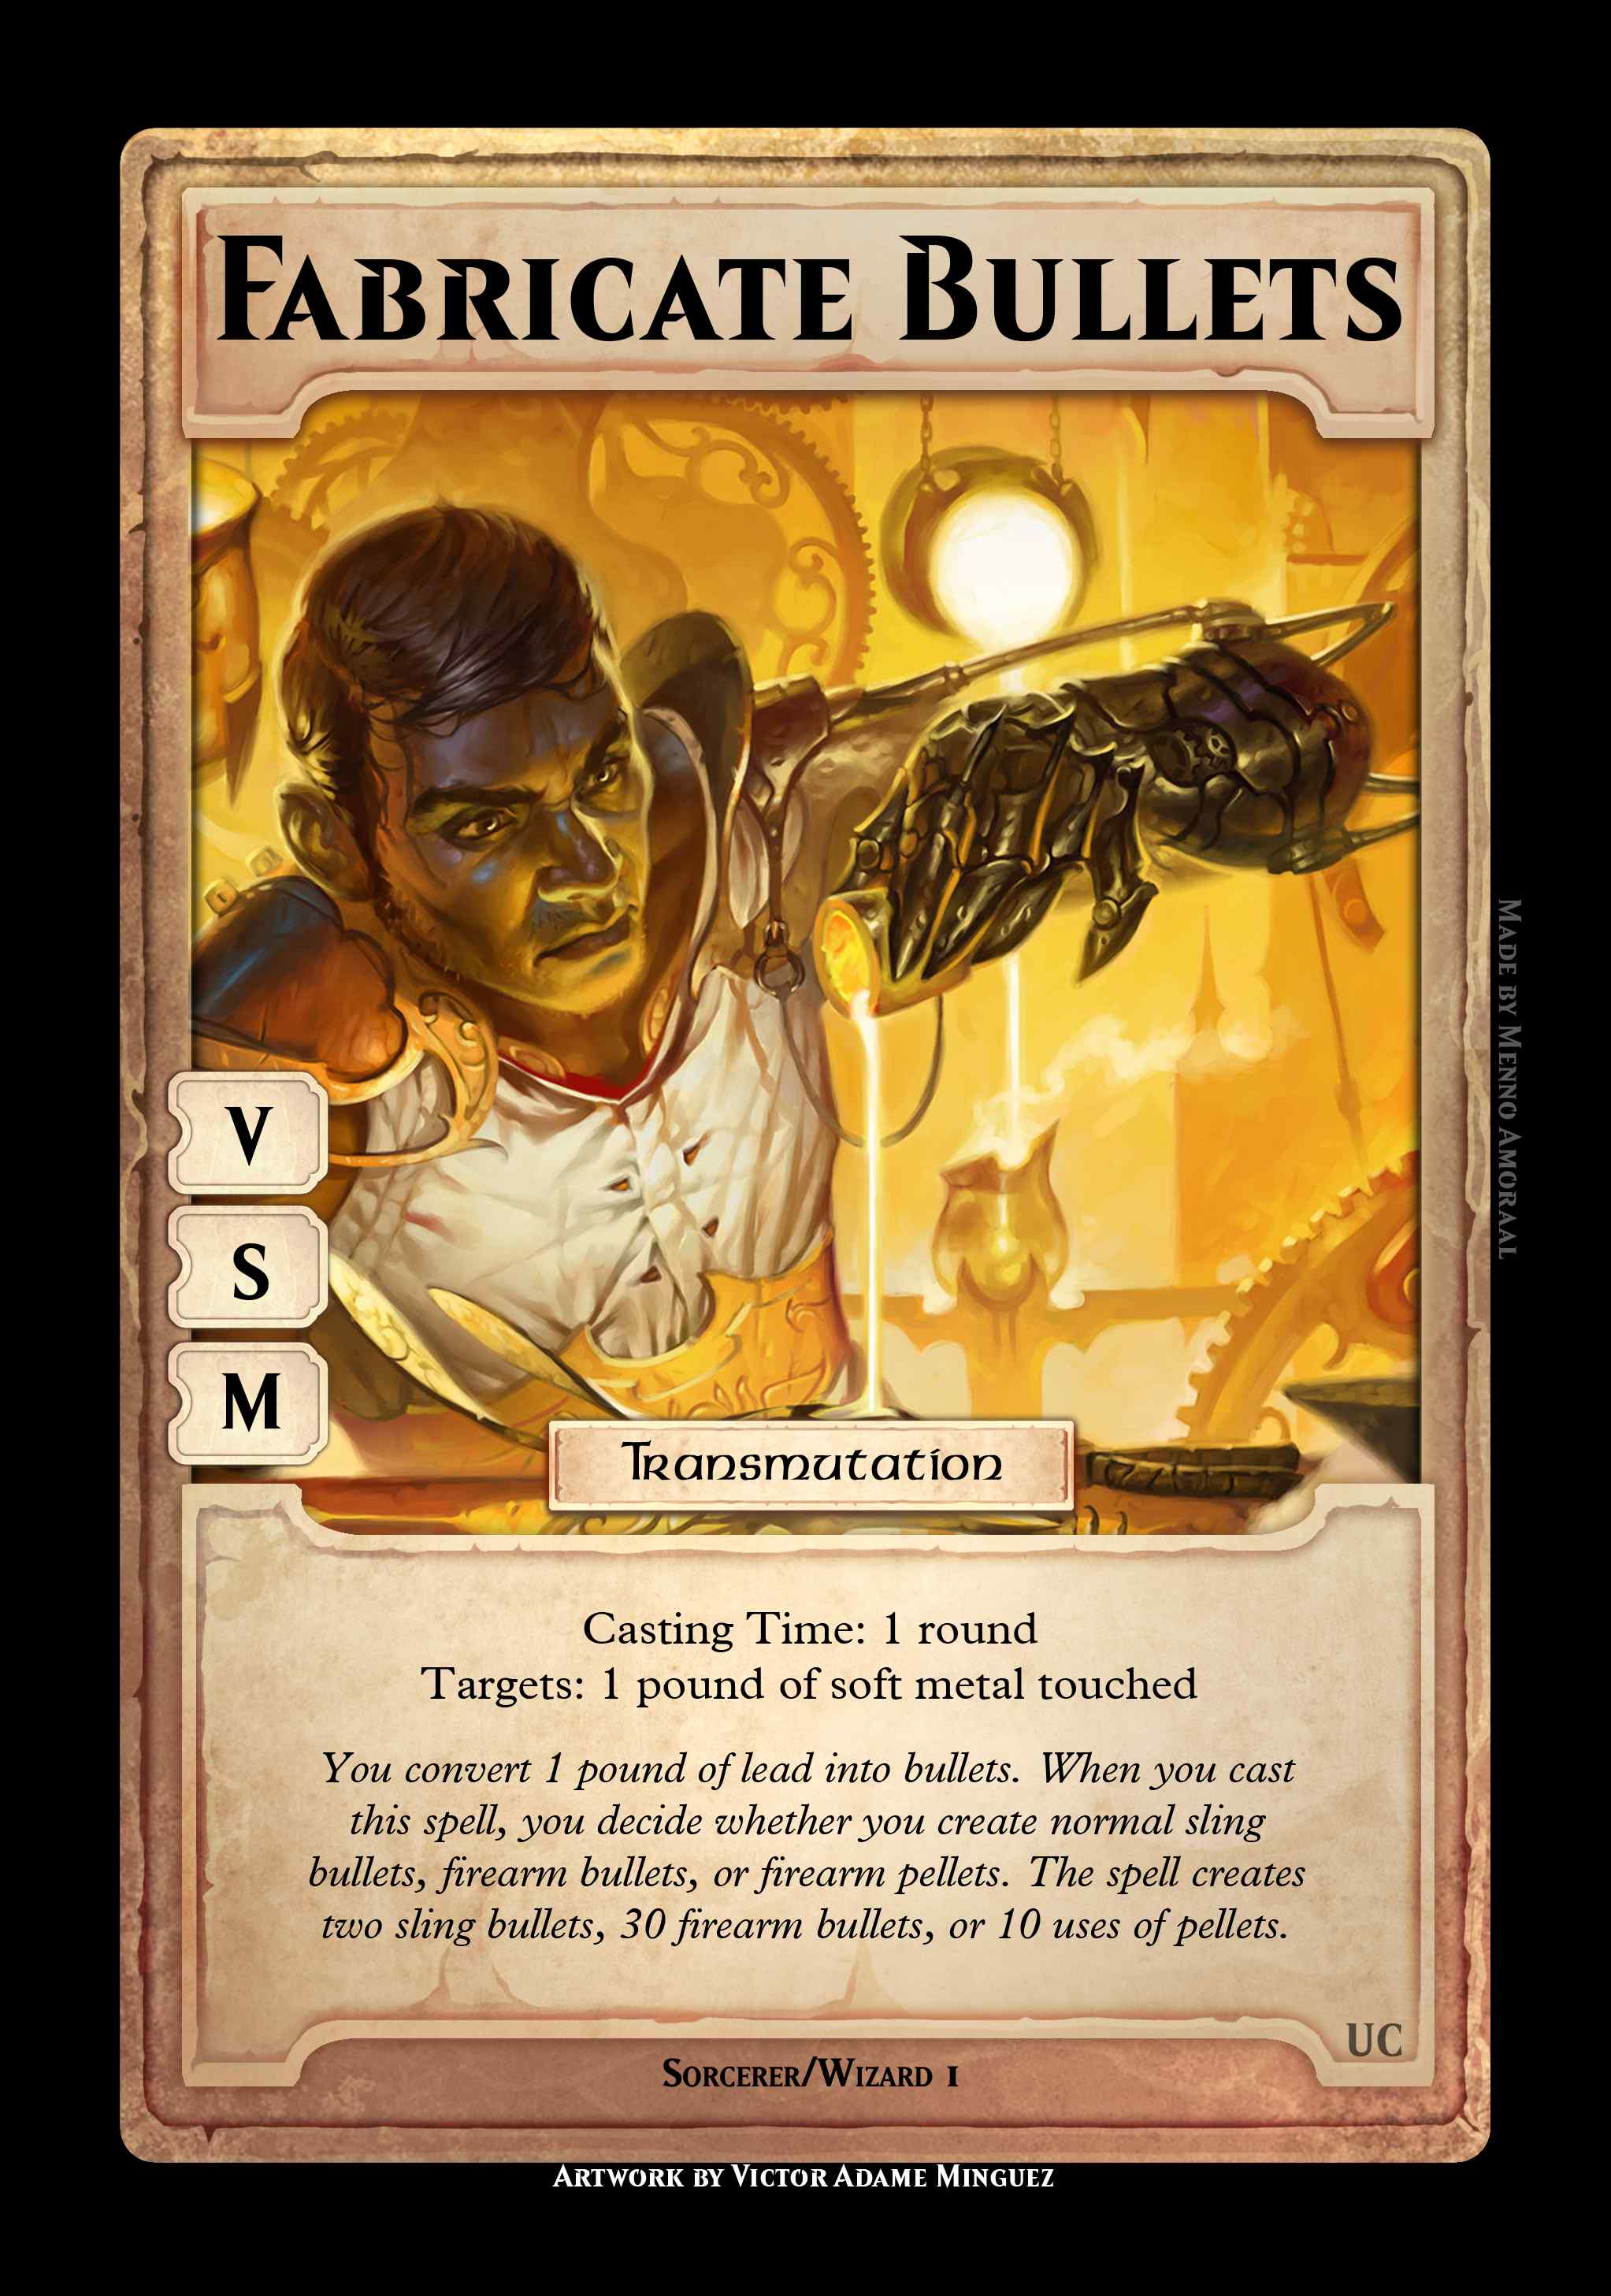 Fabricate Bullets
V
S
M
Transmutation
Casting Time: 1 round
Targets: 1 pound of soft metal touched
You convert 1 pound of lead into bullets. When you cast
this spell, you decide whether you create normal sling
bullets, firearm bullets, or firearm pellets. The spell creates
two sling bullets, 30 firearm bullets, or 10 uses of pellets.
UC
Sorcerer/Wizard 1
Artwork by Victor Adame Minguez
Made by Menno Amoraal